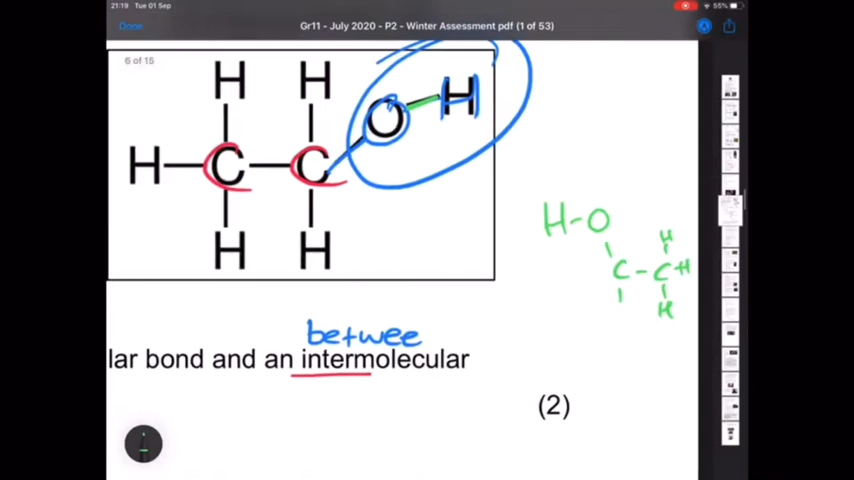 21:19 Tue 01 Sep
55%
Done
Gr11 - July 2020 - P2 - Winter Assessment pdf (1 of 53)
6 of 15
H H
O H
H C C
H H
H-O
H
C-C H
H
betwee
lar bond and an intermolecular
(2)